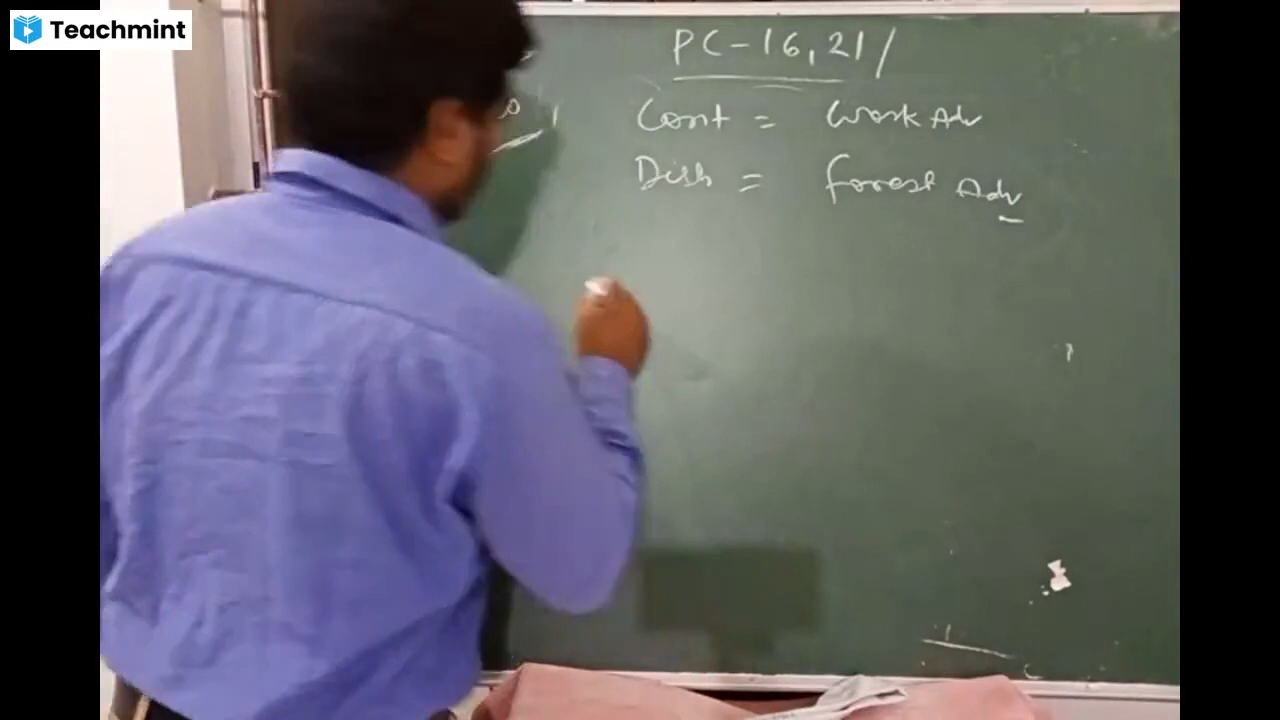 Teachmint
PC-16, 21/
Cont = Work Adv
Dish = Forest Adv